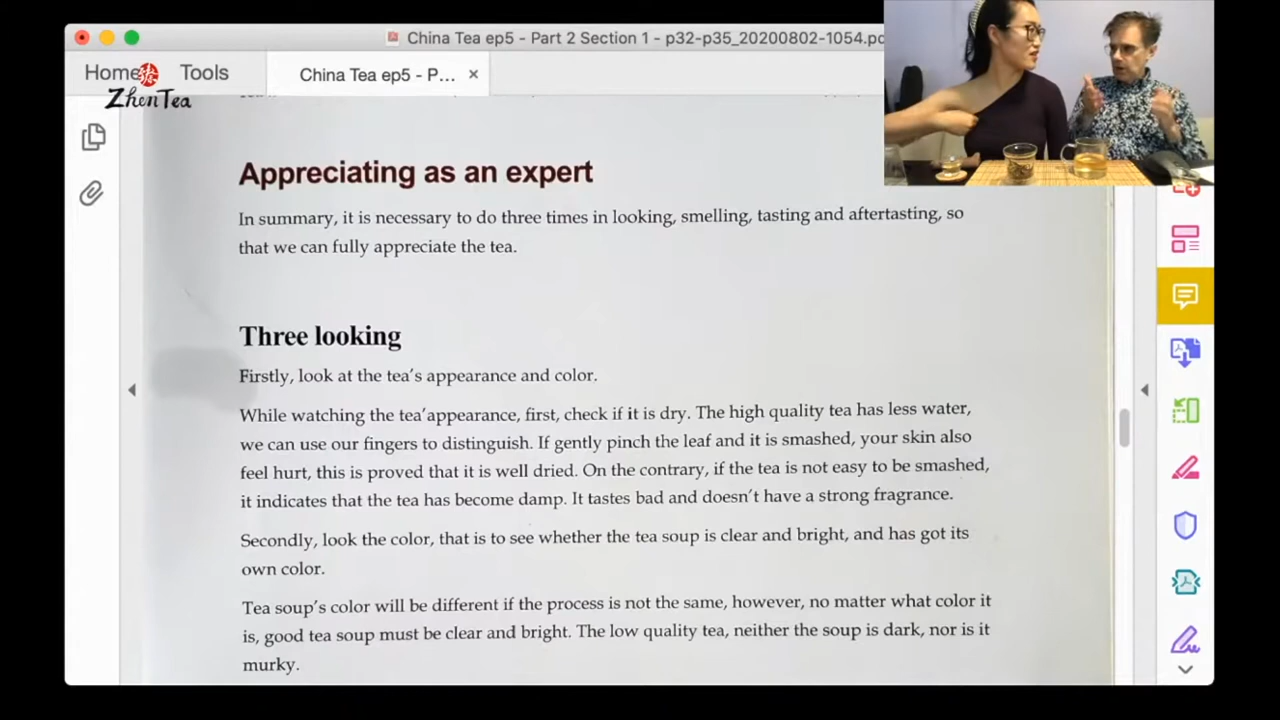 China Tea ep5 - Part 2 Section 1 - p32-p35_20200802-1054.pd
Home Tools China Tea ep5 - P... ×
ZhenTea
Appreciating as an expert
In summary, it is necessary to do three times in looking, smelling, tasting and aftertasting, so
that we can fully appreciate the tea.
Three looking
Firstly, look at the tea's appearance and color.
While watching the tea'appearance, first, check if it is dry. The high quality tea has less water,
we can use our fingers to distinguish. If gently pinch the leaf and it is smashed, your skin also
feel hurt, this is proved that it is well dried. On the contrary, if the tea is not easy to be smashed,
it indicates that the tea has become damp. It tastes bad and doesn't have a strong fragrance.
Secondly, look the color, that is to see whether the tea soup is clear and bright, and has got its
own color.
Tea soup's color will be different if the process is not the same, however, no matter what color it
is, good tea soup must be clear and bright. The low quality tea, neither the soup is dark, nor is it
murky.